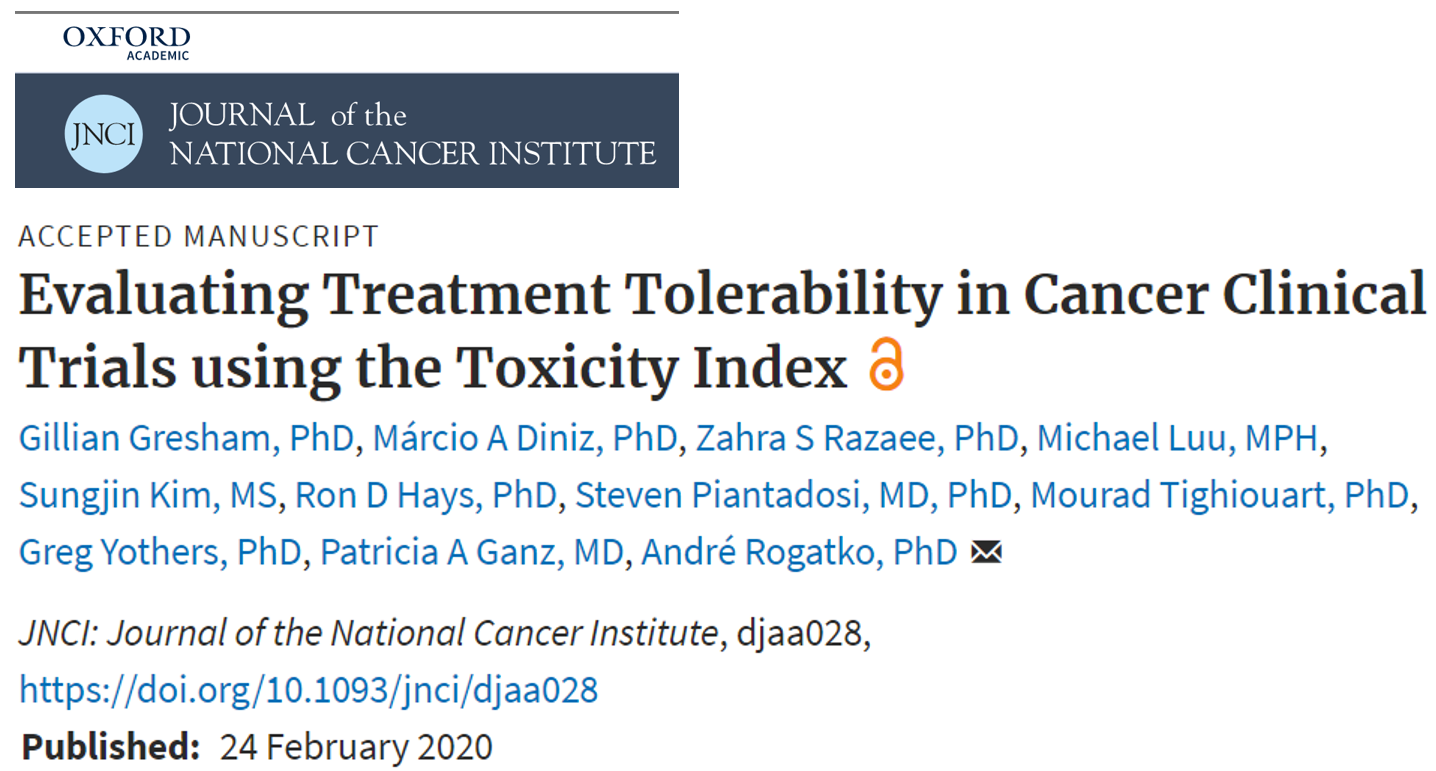 OXFORD
ACADEMIC
JNCI
JOURNAL of the
NATIONAL CANCER INSTITUTE
ACCEPTED MANUSCRIPT
Evaluating Treatment Tolerability in Cancer Clinical
Trials using the Toxicity Index
Gillian Gresham, PhD, Márcio A Diniz, PhD, Zahra S Razaee, PhD, Michael Luu, MPH,
Sungjin Kim, MS, Ron D Hays, PhD, Steven Piantadosi, MD, PhD, Mourad Tighiouart, PhD,
Greg Yothers, PhD, Patricia A Ganz, MD, André Rogatko, PhD
JNCI: Journal of the National Cancer Institute, djaa028,
https://doi.org/10.1093/jnci/djaa028
Published: 24 February 2020